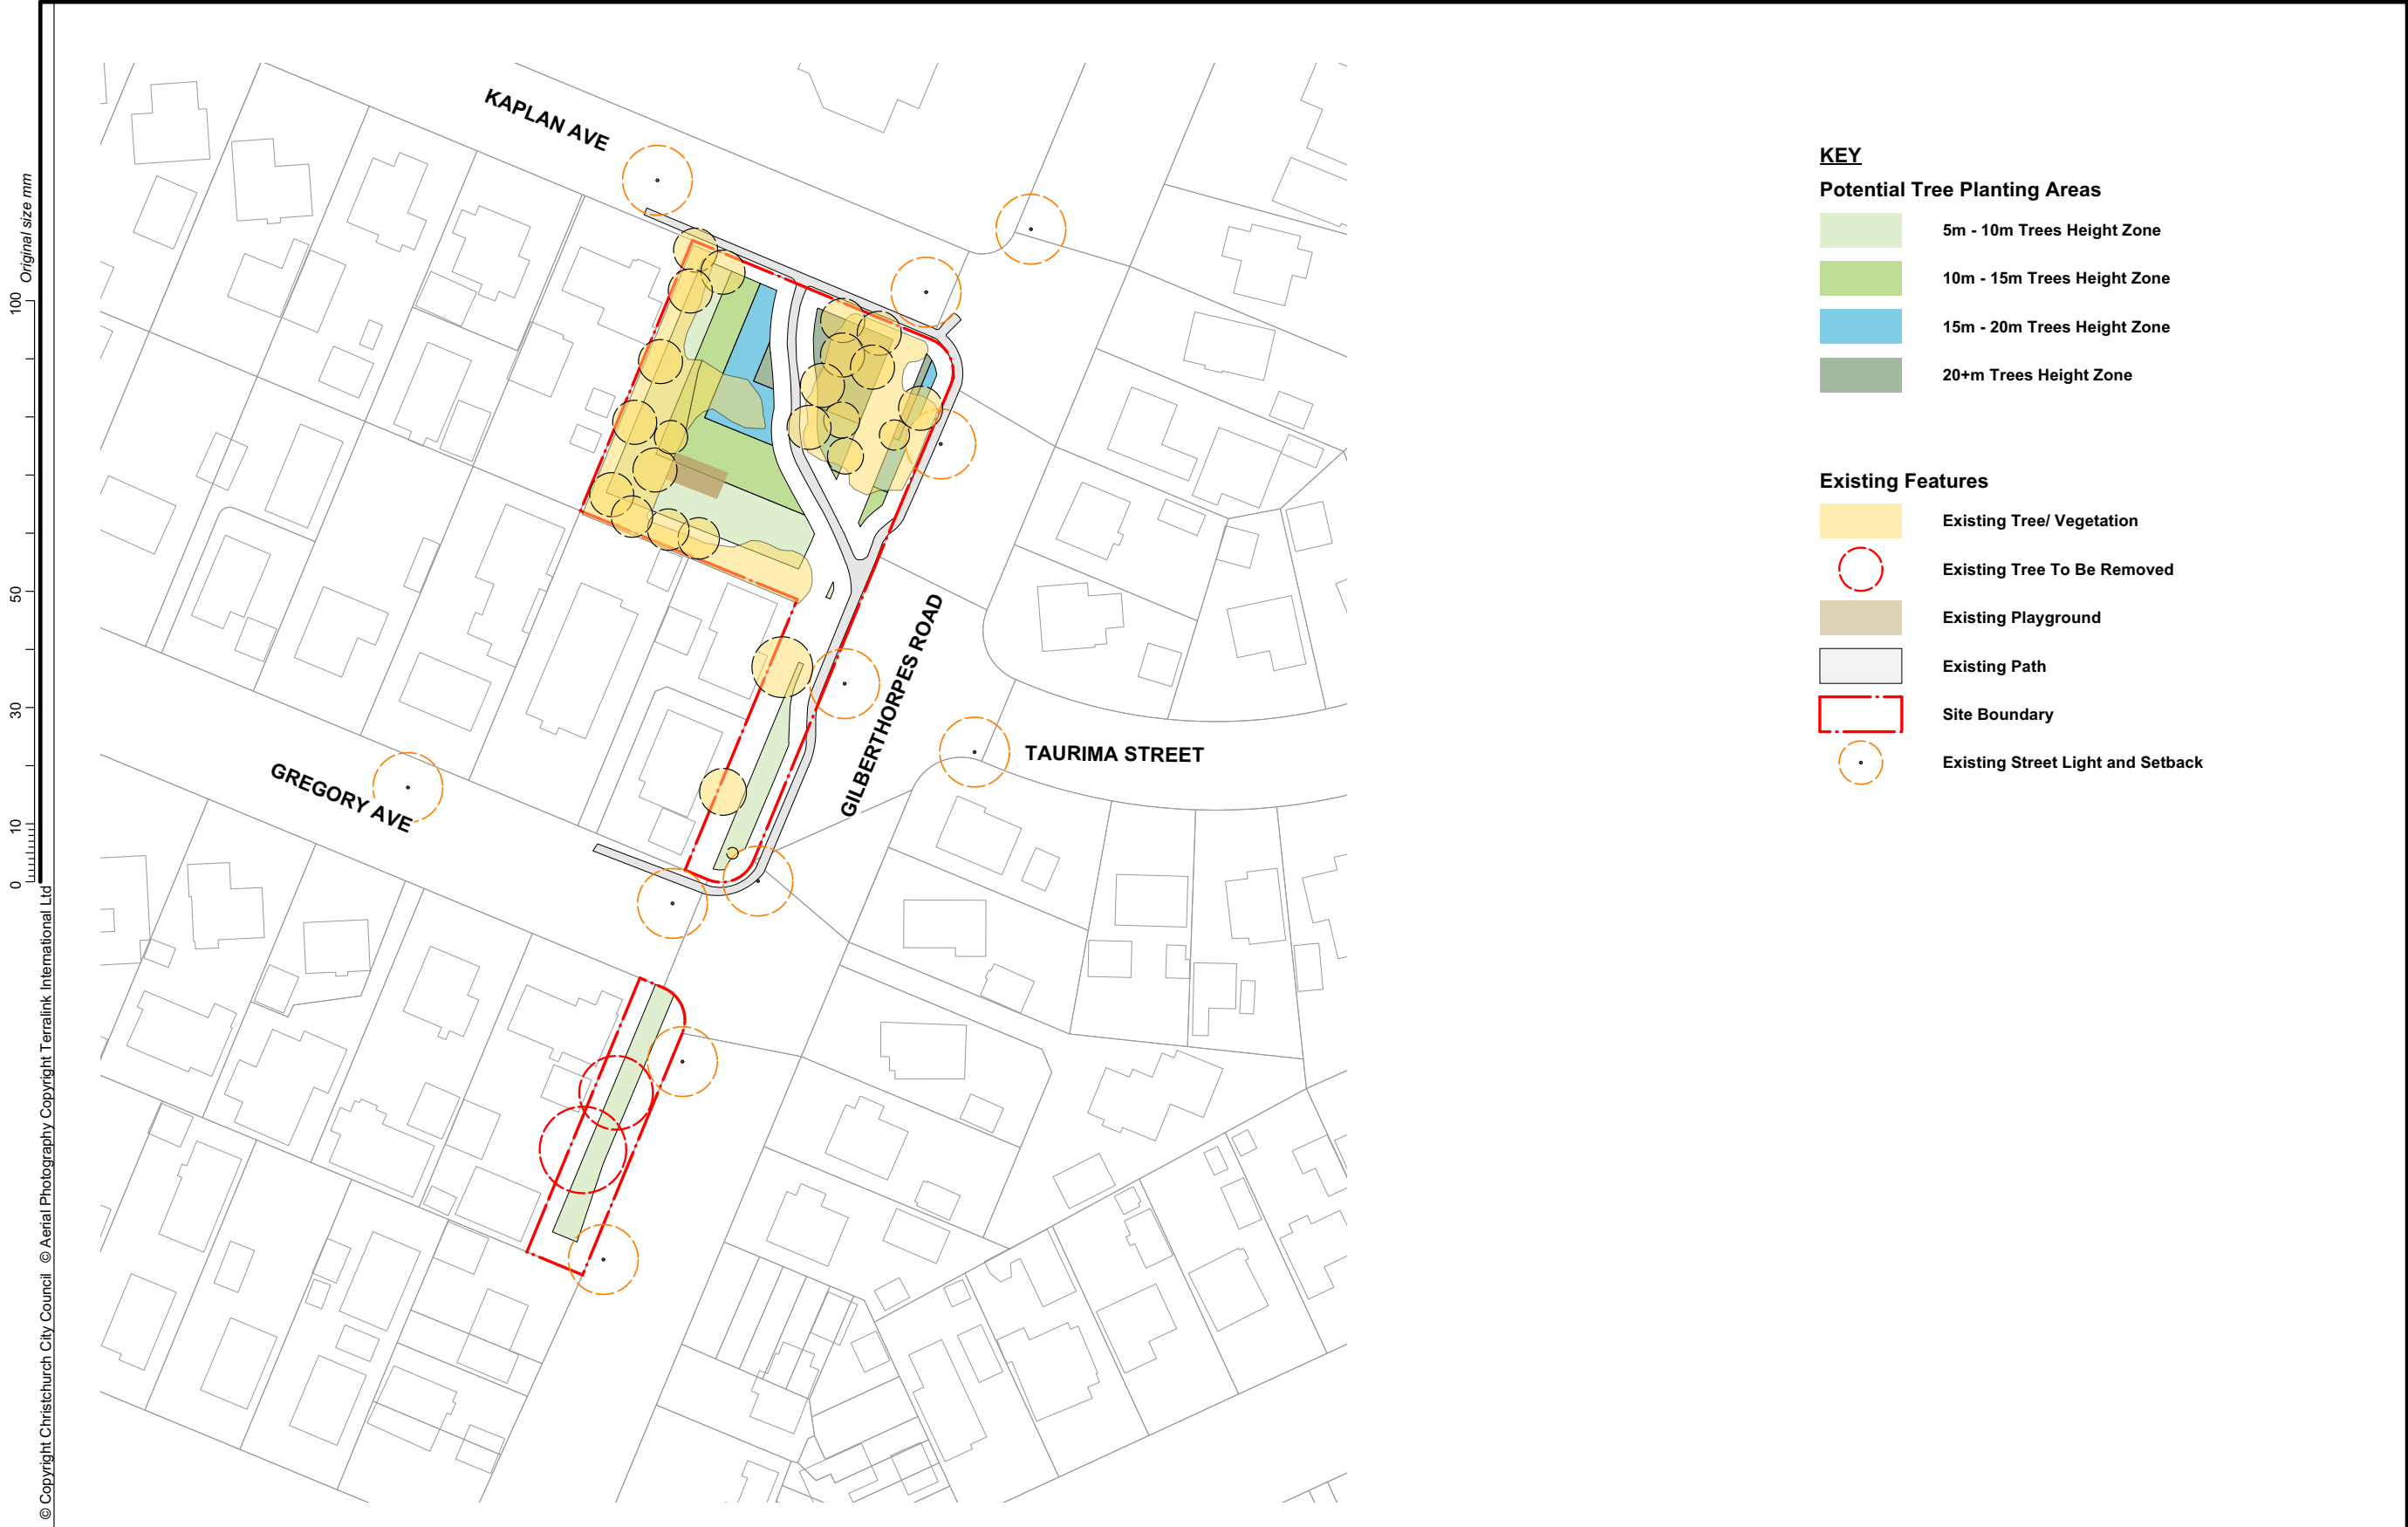 KAPLAN AVE
GILBERTHORPES ROAD
TAURIMA STREET
GREGORY AVE
KEY
Potential Tree Planting Areas
5m - 10m Trees Height Zone
10m - 15m Trees Height Zone
15m - 20m Trees Height Zone
20+m Trees Height Zone
Existing Features
Existing Tree/ Vegetation
Existing Tree To Be Removed
Existing Playground
Existing Path
Site Boundary
Existing Street Light and Setback
Original size mm
100
50
30
10
0
© Copyright Christchurch City Council © Aerial Photography Copyright Terralink International Ltd